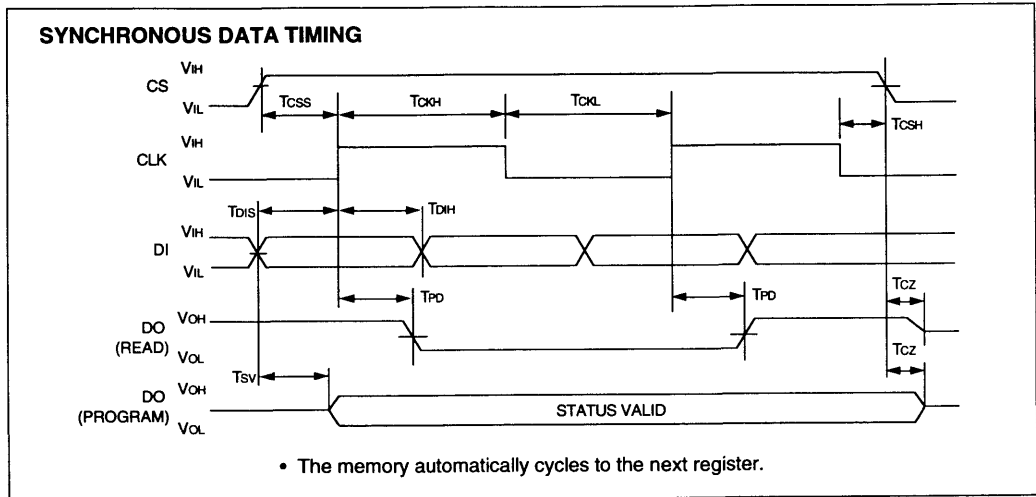 SYNCHRONOUS DATA TIMING
CS
VIH
VIL
TCSS
TCKH
TCKL
TCSH
CLK
VIH
VIL
TDIS
TDIH
DI
VIH
VIL
TPD
TPD
TCZ
DO
(READ)
VOH
VOL
TCZ
TSV
DO
(PROGRAM)
VOH
VOL
STATUS VALID
• The memory automatically cycles to the next register.